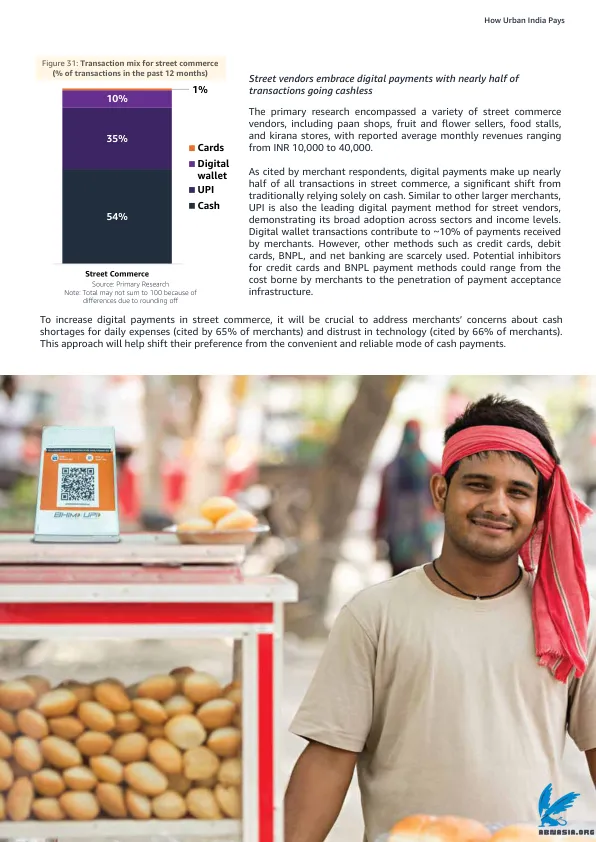 How Urban India Pays
Figure 31: Transaction mix for street commerce
(% of transactions in the past 12 months)
1%
10%
35%
54%
Cards
Digital
wallet
UPI
Cash
Street Commerce
Source: Primary Research
Note: Total may not sum to 100 because of
differences due to rounding off
Street vendors embrace digital payments with nearly half of
transactions going cashless
The primary research encompassed a variety of street commerce
vendors, including paan shops, fruit and flower sellers, food stalls,
and kirana stores, with reported average monthly revenues ranging
from INR 10,000 to 40,000.
As cited by merchant respondents, digital payments make up nearly
half of all transactions in street commerce, a significant shift from
traditionally relying solely on cash. Similar to other larger merchants,
UPI is also the leading digital payment method for street vendors,
demonstrating its broad adoption across sectors and income levels.
Digital wallet transactions contribute to ~10% of payments received
by merchants. However, other methods such as credit cards, debit
cards, BNPL, and net banking are scarcely used. Potential inhibitors
for credit cards and BNPL payment methods could range from the
cost borne by merchants to the penetration of payment acceptance
infrastructure.
To increase digital payments in street commerce, it will be crucial to address merchants' concerns about cash
shortages for daily expenses (cited by 65% of merchants) and distrust in technology (cited by 66% of merchants).
This approach will help shift their preference from the convenient and reliable mode of cash payments.
BHIM UPI
ABNASIA.ORG